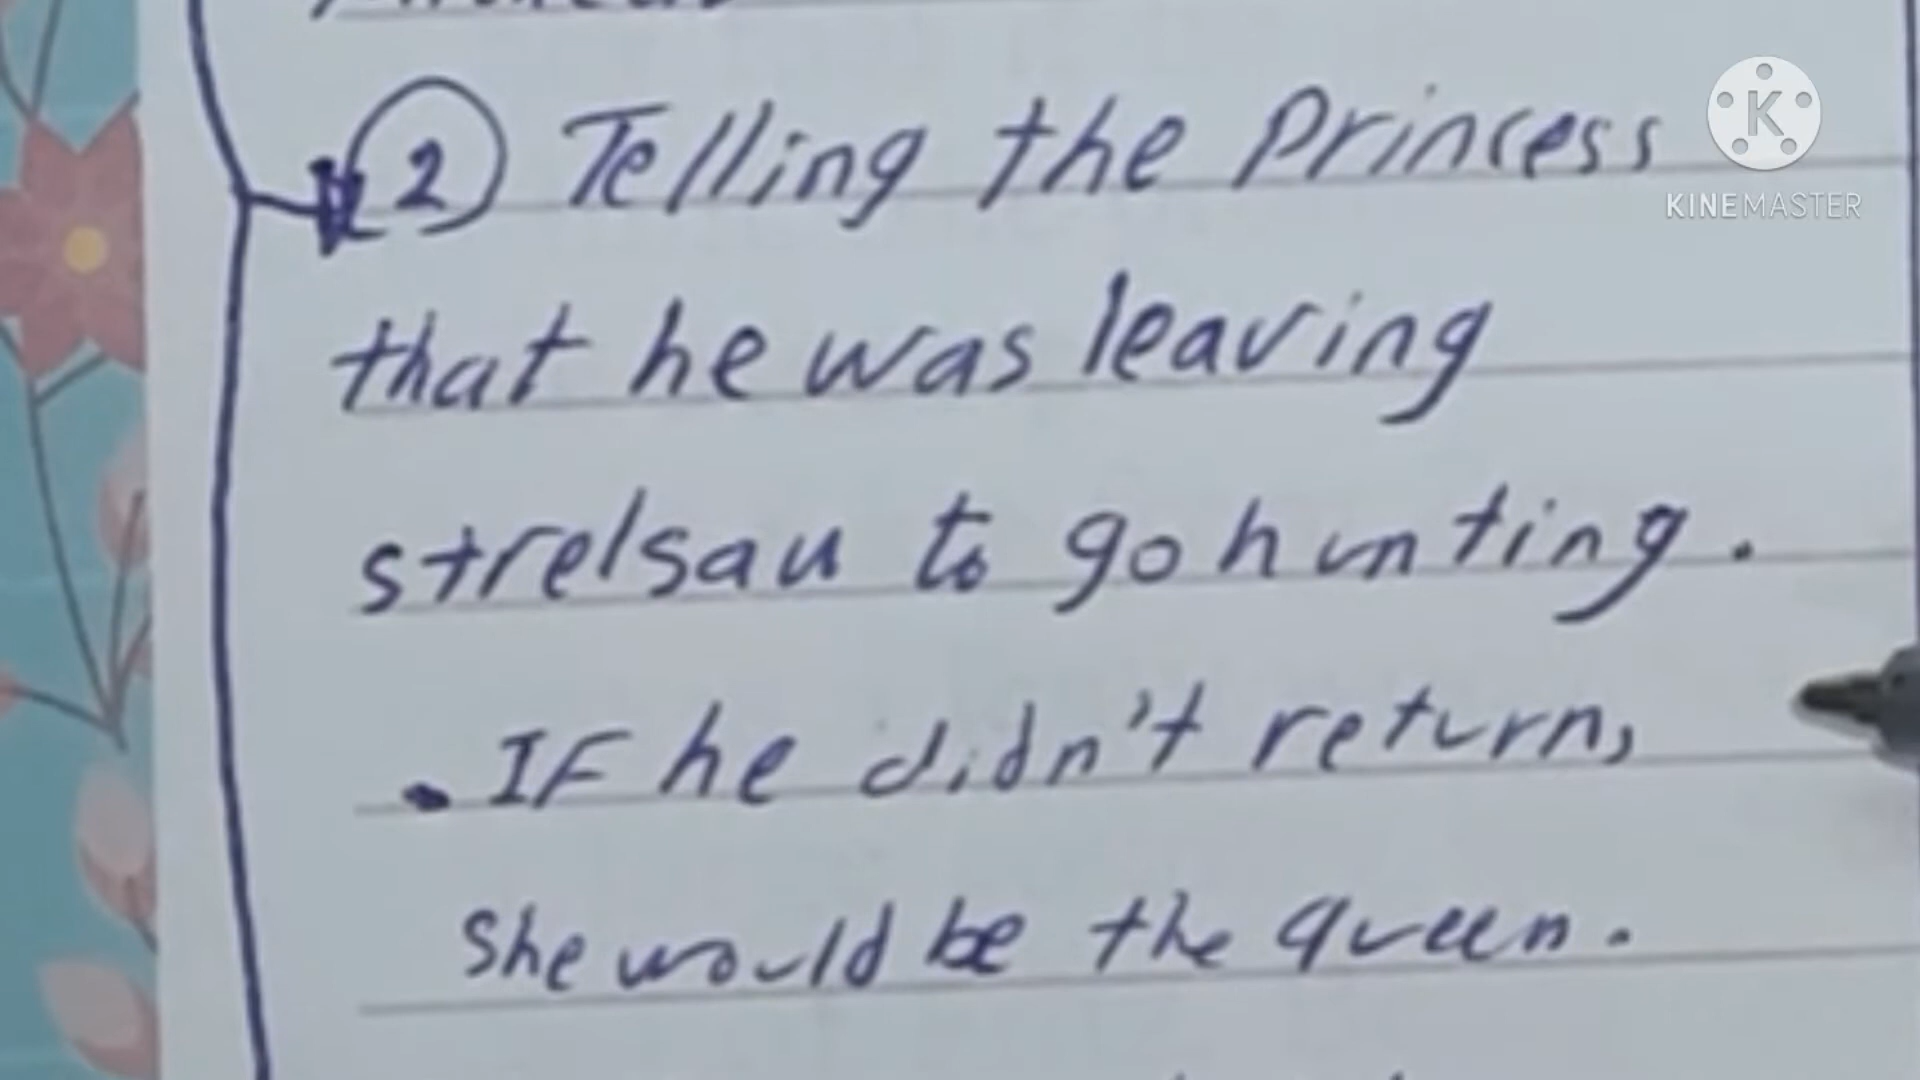 2 Telling the Princess
that he was leaving
strelsau to go hunting.
. IF he didn't return,
She would be the queen.
K
KINEMASTER